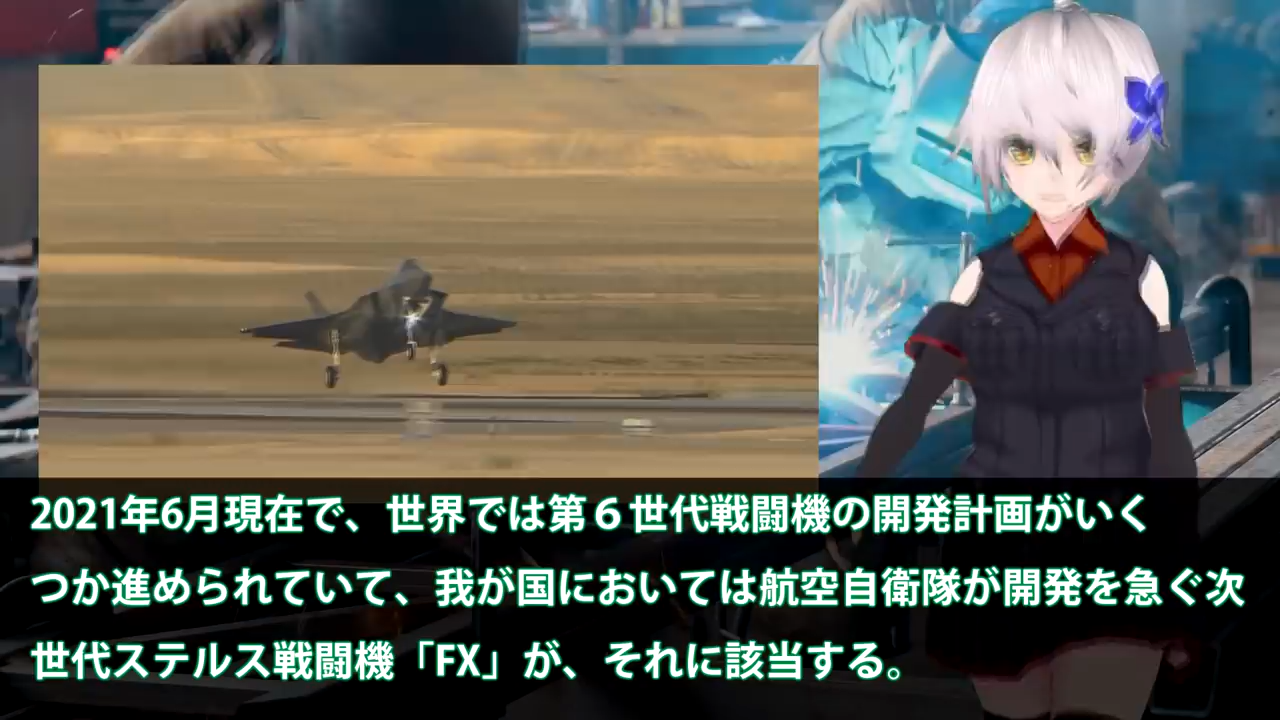 2021年6月現在で、世界では第６世代戦闘機の開発計画がいく
つか進められていて、我が国においては航空自衛隊が開発を急ぐ次
世代ステルス戦闘機「FX」が、それに該当する。